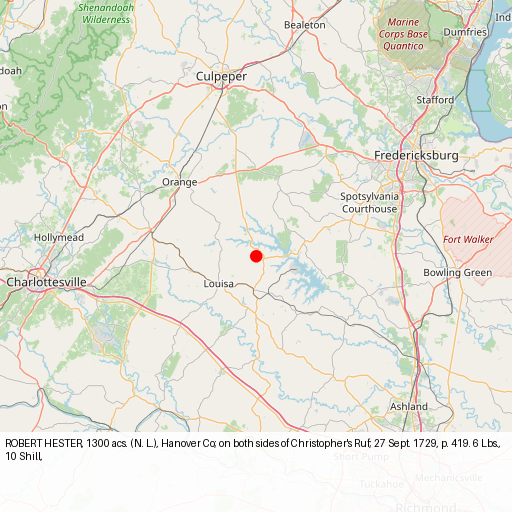 Shenandoah
Wilderness
Bealeton
Marine
Corps Base
Quantico
Ind
Dumfries
doah
Culpeper
Stafford
on
Fredericksburg
Orange
Spotsylvania
Courthouse
Hollymead
Fort Walker
Bowling Green
Charlottesville
Louisa
Ashland
ROBERT HESTER, 1300 acs. (N. L.), Hanover Co; on both sides of Christopher's Ruf; 27 Sept. 1729, p. 419. 6 Lbs.,
10 Shill,
Short Pump
Mechanicsville
Tuckahoe
Richmond